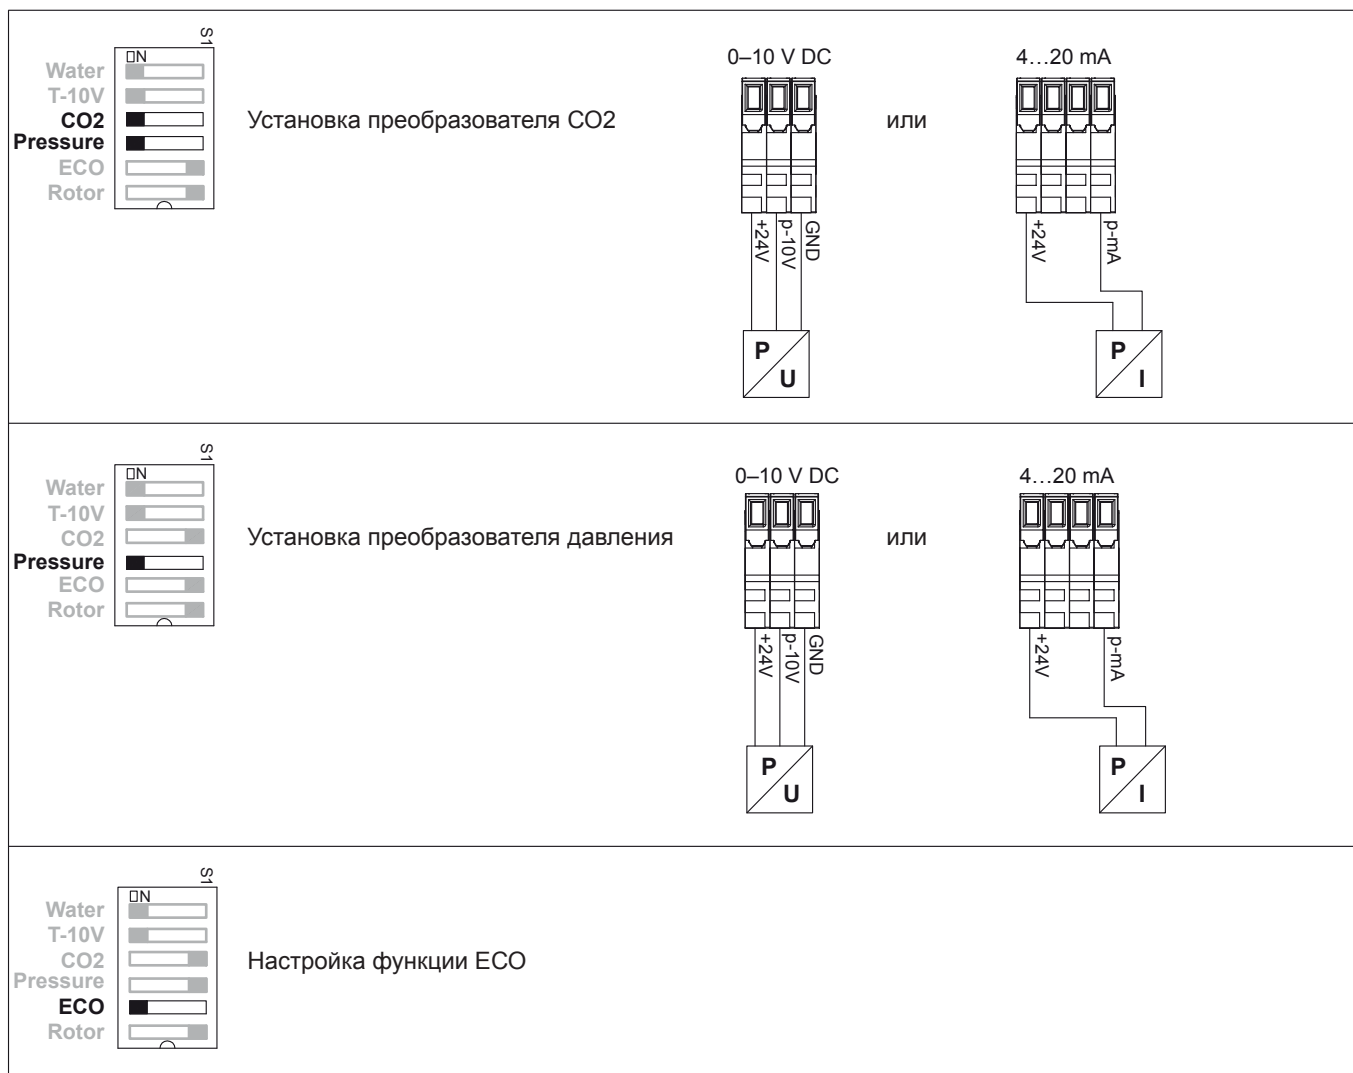 S1
ON
Water
T-10V
CO2
Pressure
ECO
Rotor
Установка преобразователя CO2
0–10 V DC
или
4…20 mA
+24V
p-10V
GND
+24V
p-mA
P
U
P
I
S1
ON
Water
T-10V
CO2
Pressure
ECO
Rotor
Установка преобразователя давления
0–10 V DC
или
4…20 mA
+24V
p-10V
GND
+24V
p-mA
P
U
P
I
S1
ON
Water
T-10V
CO2
Pressure
ECO
Rotor
Настройка функции ECO